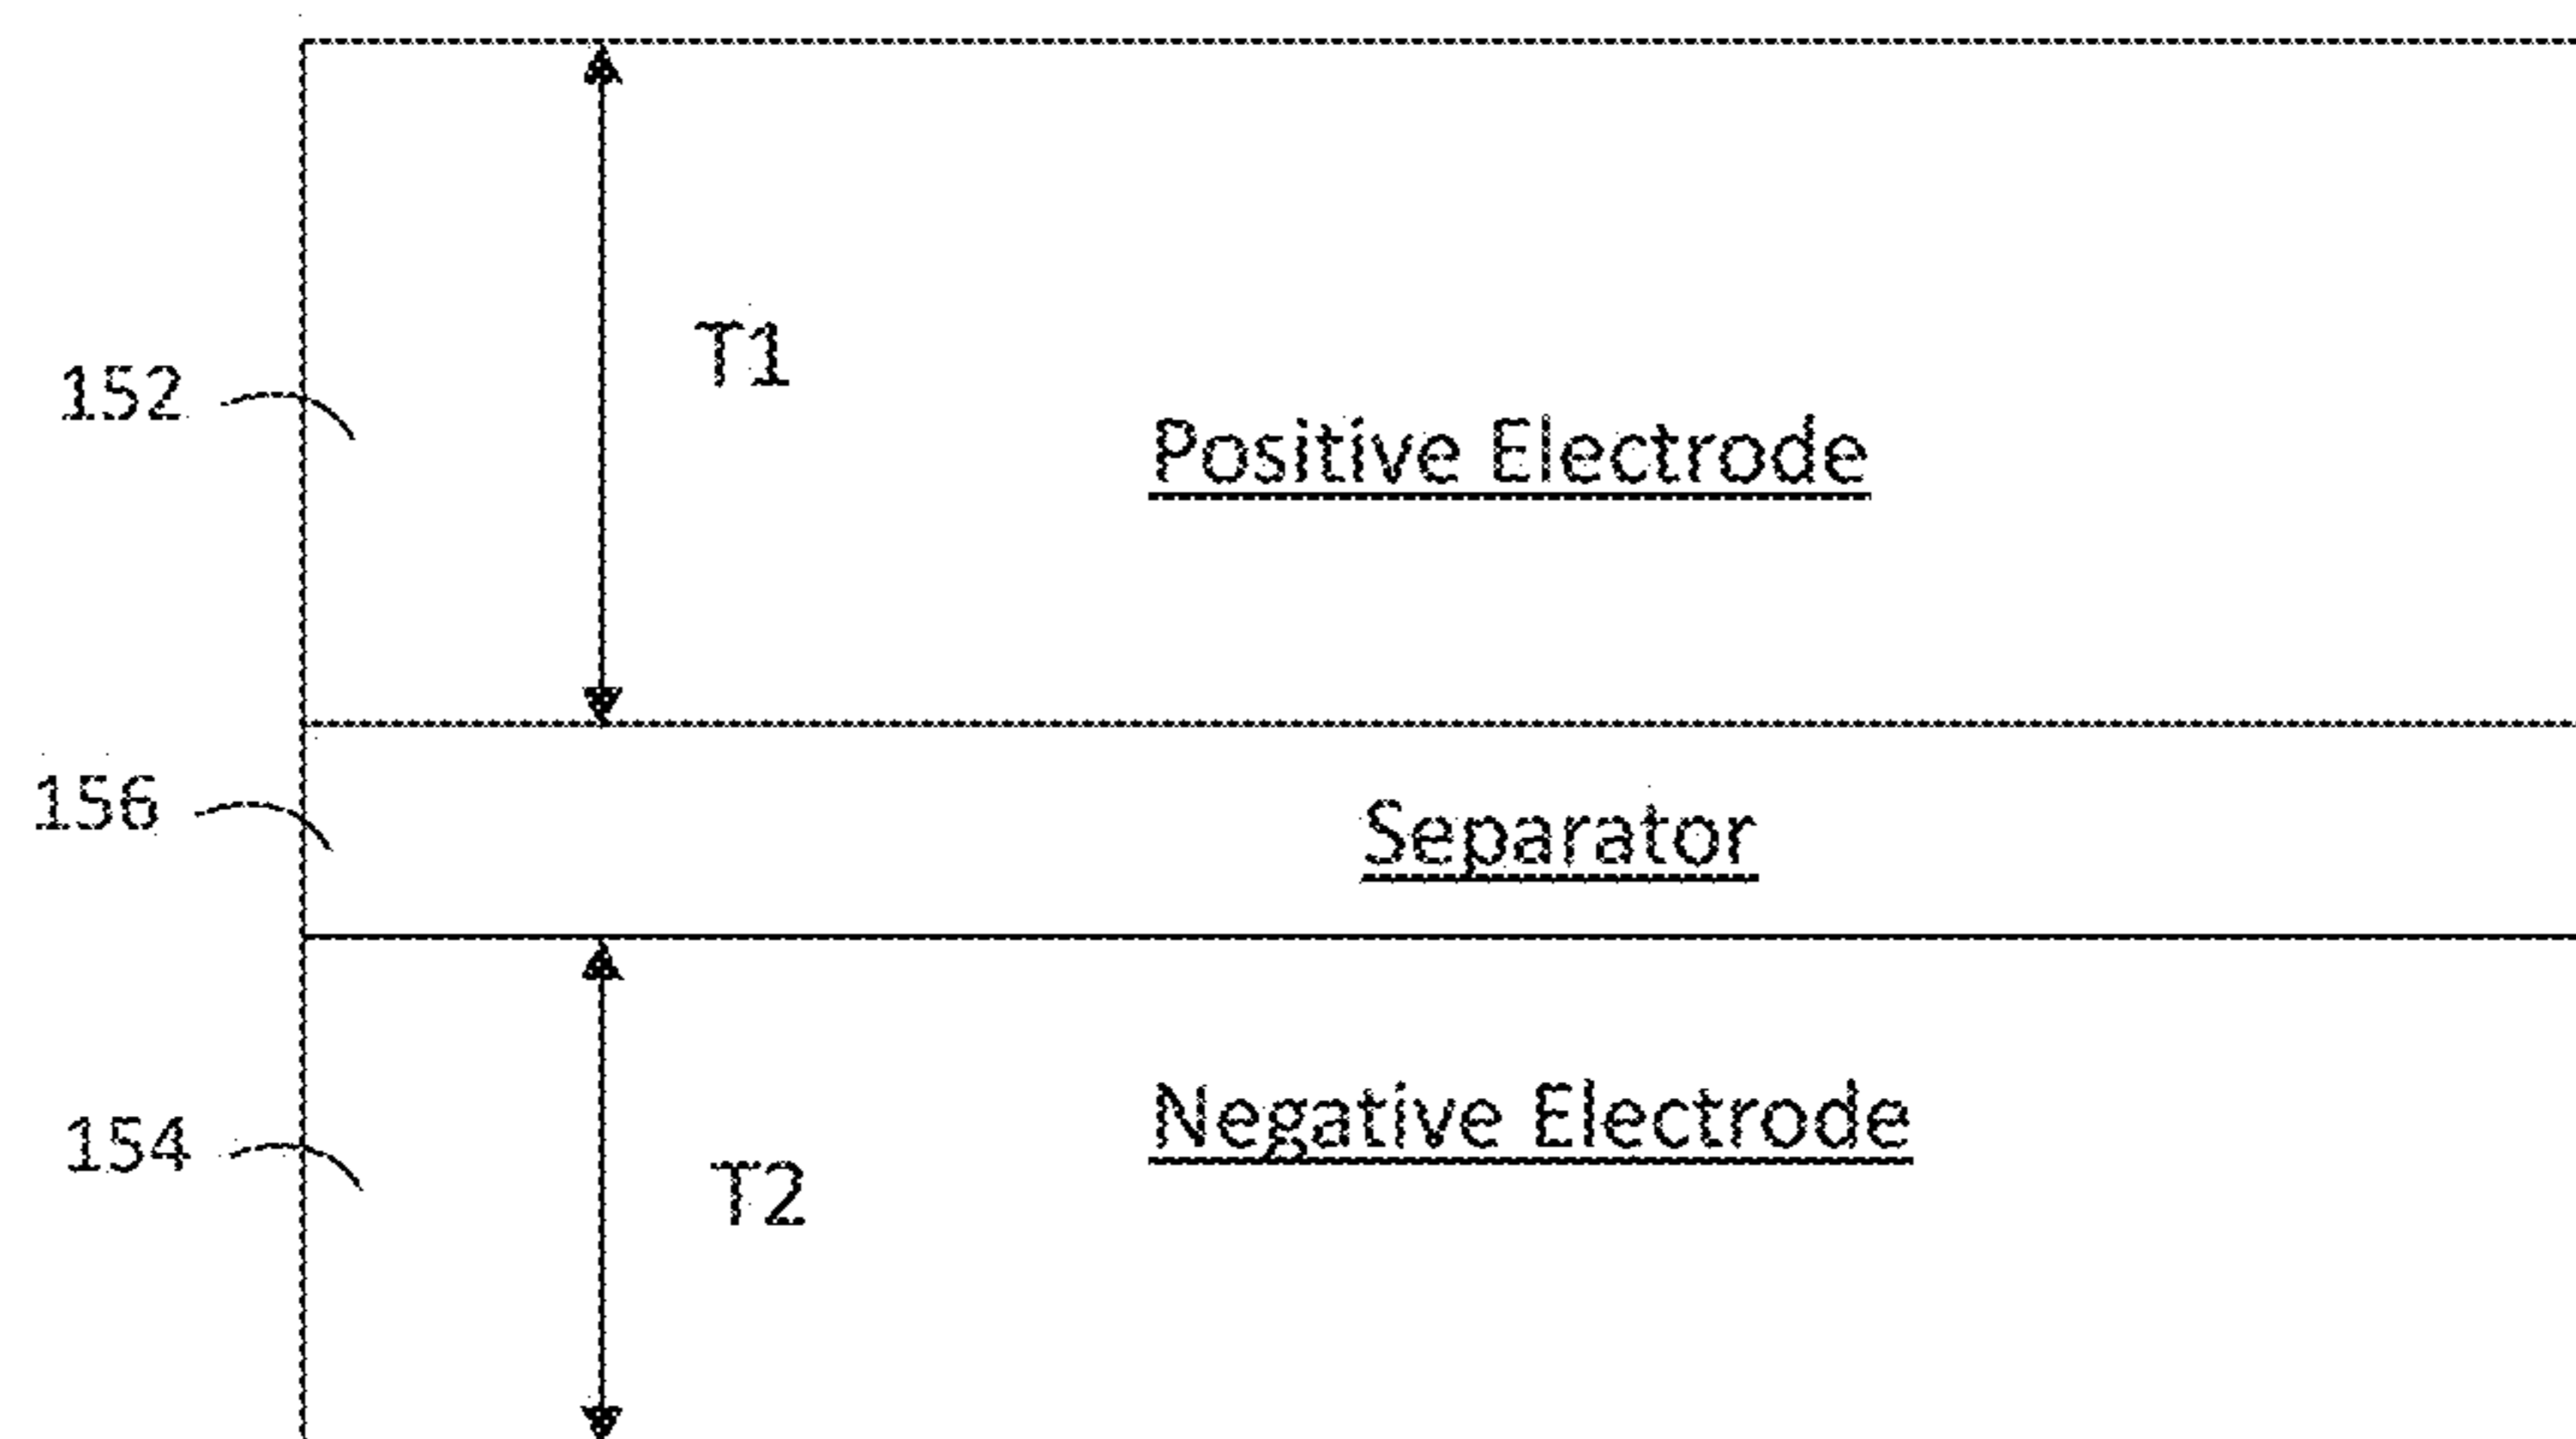 T1
152
Positive Electrode
156
Separator
Negative Electrode
154
T2